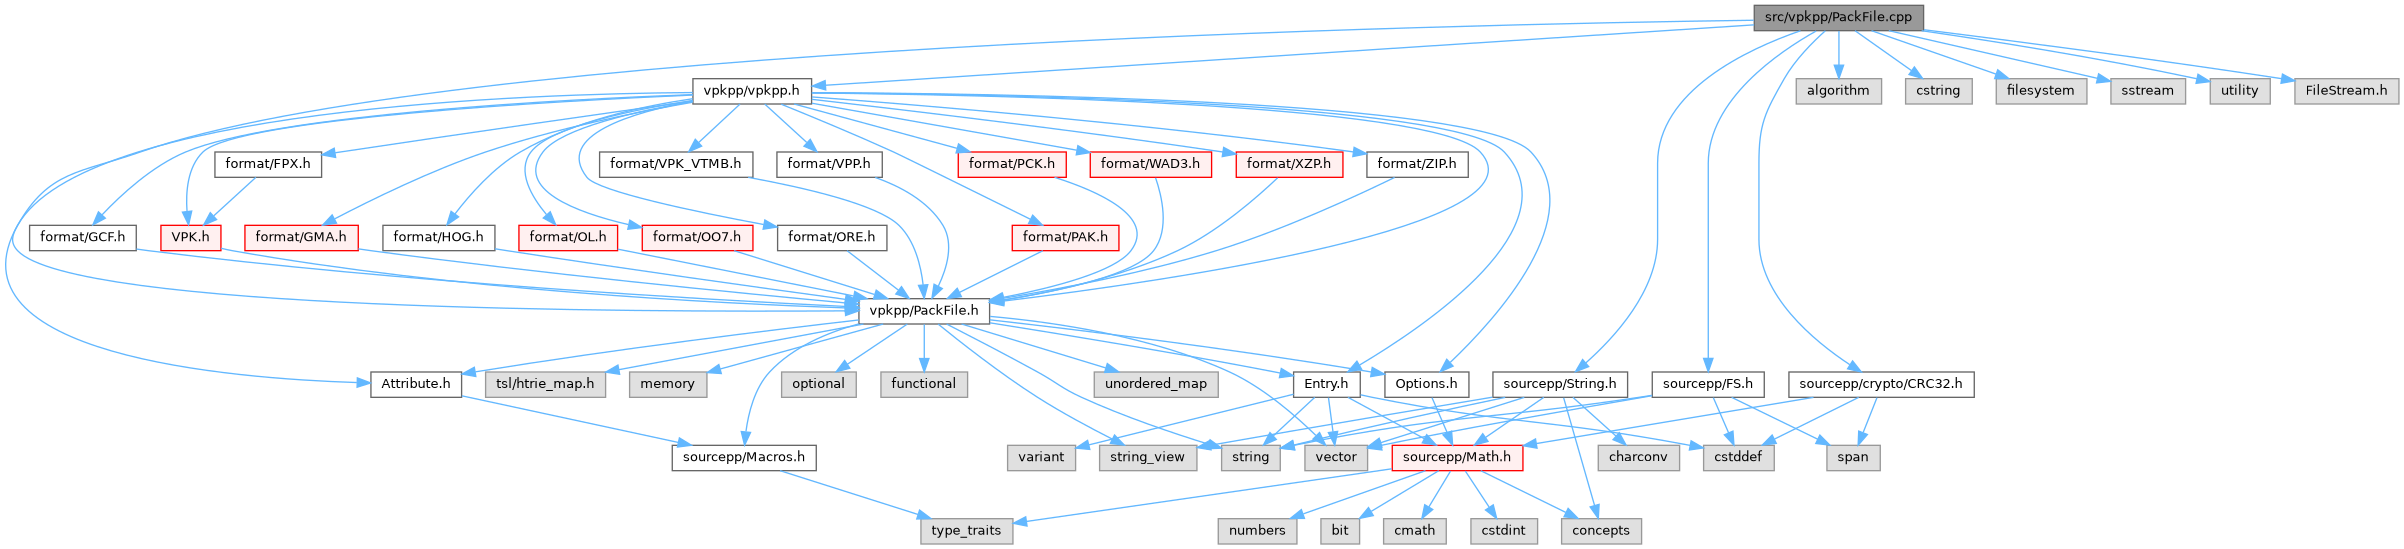 src/vpkpp/PackFile.cpp
vpkpp/vpkpp.h
algorithm
cstring
filesystem
sstream
utility
FileStream.h
format/FPX.h
format/VPK_VTMB.h
format/VPP.h
format/PCK.h
format/WAD3.h
format/XZP.h
format/ZIP.h
format/GCF.h
VPK.h
format/GMA.h
format/HOG.h
format/OL.h
format/OO7.h
format/ORE.h
format/PAK.h
vpkpp/PackFile.h
Attribute.h
tsl/htrie_map.h
memory
optional
functional
unordered_map
Entry.h
Options.h
sourcepp/String.h
sourcepp/FS.h
sourcepp/crypto/CRC32.h
sourcepp/Macros.h
variant
string_view
string
vector
sourcepp/Math.h
charconv
cstddef
span
type_traits
numbers
bit
cmath
cstdint
concepts